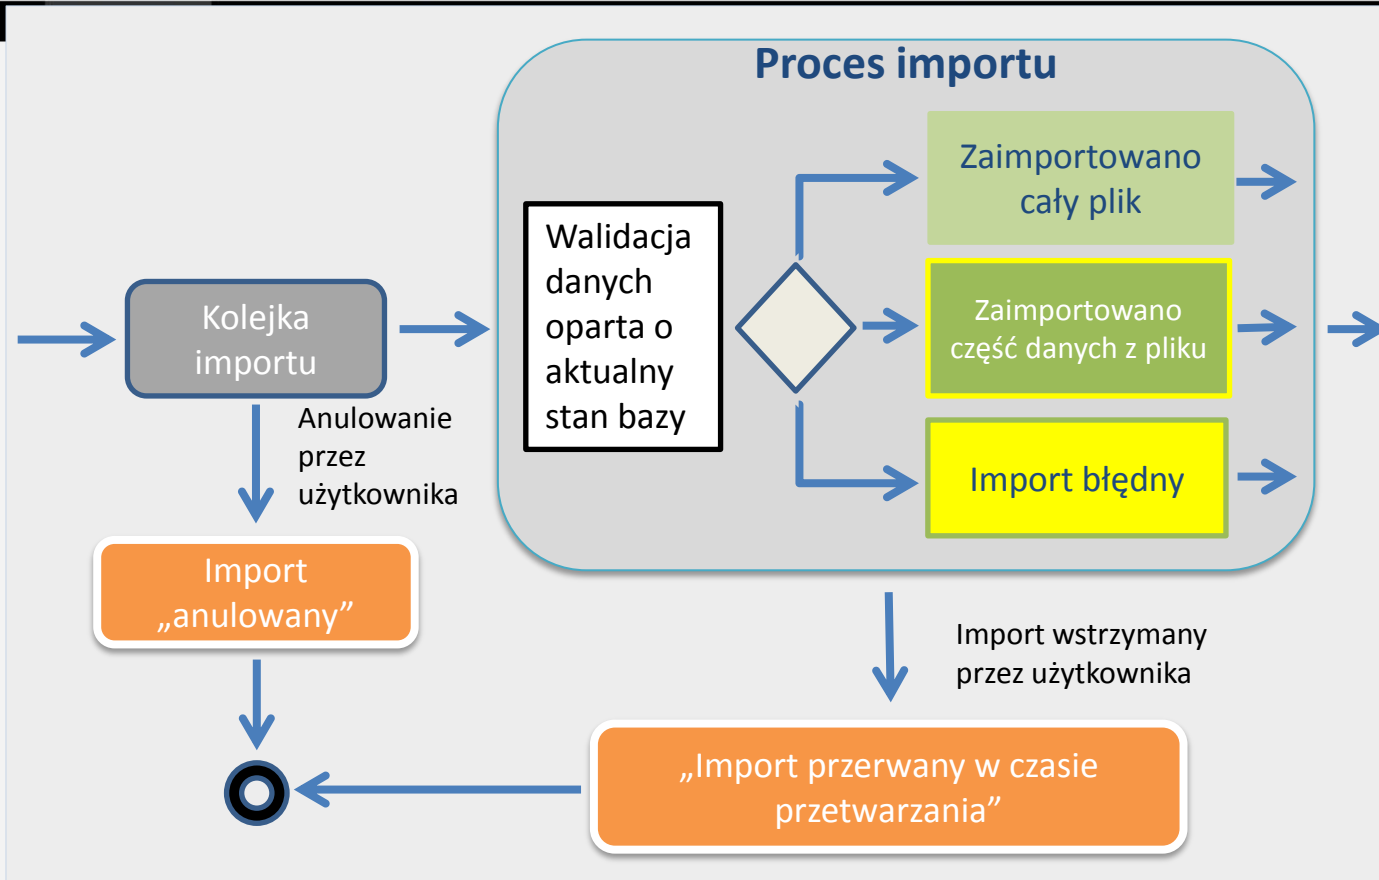 Proces importu
Zaimportowano
cały plik
Walidacja
danych
oparta o
aktualny
stan bazy
Zaimportowano
część danych z pliku
Kolejka
importu
Import błędny
Anulowanie
przez
użytkownika
Import
„anulowany”
Import wstrzymany
przez użytkownika
„Import przerwany w czasie
przetwarzania”